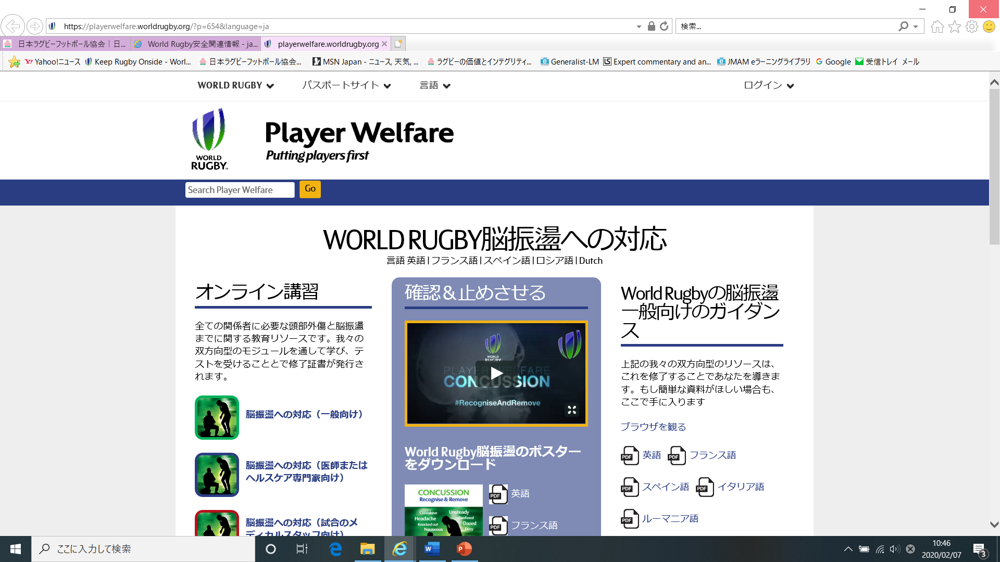 https://playerwelfare.worldrugby.org/?p=654&language=ja
検索...
日本ラグビーフットボール協会｜日...
World Rugby安全関連情報 - ja...
playerwelfare.worldrugby.org
Yahoo!ニュース
Keep Rugby Onside - Worl...
日本ラグビーフットボール協会...
MSN Japan - ニュース, 天気, ...
ラグビーの価値とインテグリティ...
Generalist-LM
Expert commentary and an...
JMAM eラーニングライブラリ
Google
受信トレイ メール
WORLD RUGBY
パスポートサイト
言語
ログイン
WORLD
RUGBY
TM
Player Welfare
Putting players first
Search Player Welfare
Go
WORLD RUGBY脳振盪への対応
言語 英語 | フランス語 | スペイン語 | ロシア語 | Dutch
オンライン講習
全ての関係者に必要な頭部外傷と脳振盪
までに関する教育リソースです。我々の
双方向型のモジュールを通して学び、テ
ストを受けることとで修了証書が発行さ
れます。
脳振盪への対応（一般向け）
脳振盪への対応（医師または
ヘルスケア専門家向け）
脳振盪への対応（試合のメ
ディカルスタッフ向け）
確認＆止めさせる
WORLD
RUGBY
PLAYER WELFARE
CONCUSSION
#RecogniseAndRemove
World Rugby脳振盪のポスター
をダウンロード
CONCUSSION
Recognise & Remove
Convulsive
Unsteady
Headache
Confused
Knocked out
Dazed
Nauseous
Dizzy
PDF
英語
PDF
フランス語
World Rugbyの脳振盪
一般向けのガイダン
ス
上記の我々の双方向型のリソースは、
これを修了することであなたを導きま
す。もし簡単な資料がほしい場合も、
ここで手に入ります
ブラウザを観る
PDF
英語
PDF
フランス語
PDF
スペイン語
PDF
イタリア語
PDF
ルーマニア語
ここに入力して検索
10:46
2020/02/07
3